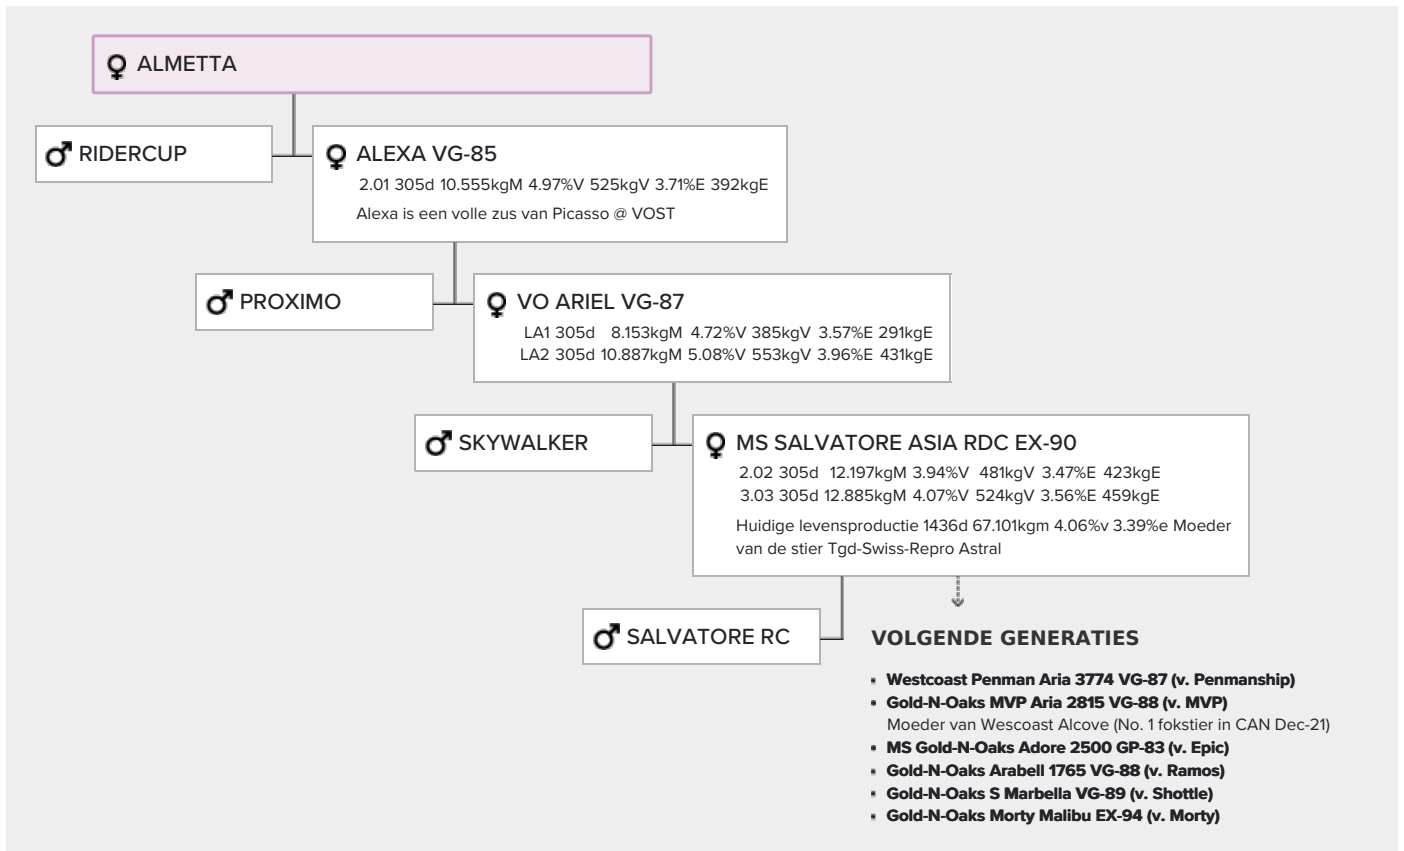 ALMETTA
RIDERCUP
ALEXA VG-85
2.01 305d 10.555kgM 4.97%V 525kgV 3.71%E 392kgE
Alexa is een volle zus van Picasso @ VOST
PROXIMO
VO ARIEL VG-87
LA1 305d 8.153kgM 4.72%V 385kgV 3.57%E 291kgE
LA2 305d 10.887kgM 5.08%V 553kgV 3.96%E 431kgE
SKYWALKER
MS SALVATORE ASIA RDC EX-90
2.02 305d 12.197kgM 3.94%V 481kgV 3.47%E 423kgE
3.03 305d 12.885kgM 4.07%V 524kgV 3.56%E 459kgE
Huidige levensproductie 1436d 67.101kgm 4.06%v 3.39%e Moeder
van de stier Tgd-Swiss-Repro Astral
SALVATORE RC
VOLGENDE GENERATIES
▪ Westcoast Penman Aria 3774 VG-87 (v. Penmanship)
▪ Gold-N-Oaks MVP Aria 2815 VG-88 (v. MVP)
Moeder van Wescoast Alcove (No. 1 fokstier in CAN Dec-21)
▪ MS Gold-N-Oaks Adore 2500 GP-83 (v. Epic)
▪ Gold-N-Oaks Arabell 1765 VG-88 (v. Ramos)
▪ Gold-N-Oaks S Marbella VG-89 (v. Shottle)
▪ Gold-N-Oaks Morty Malibu EX-94 (v. Morty)